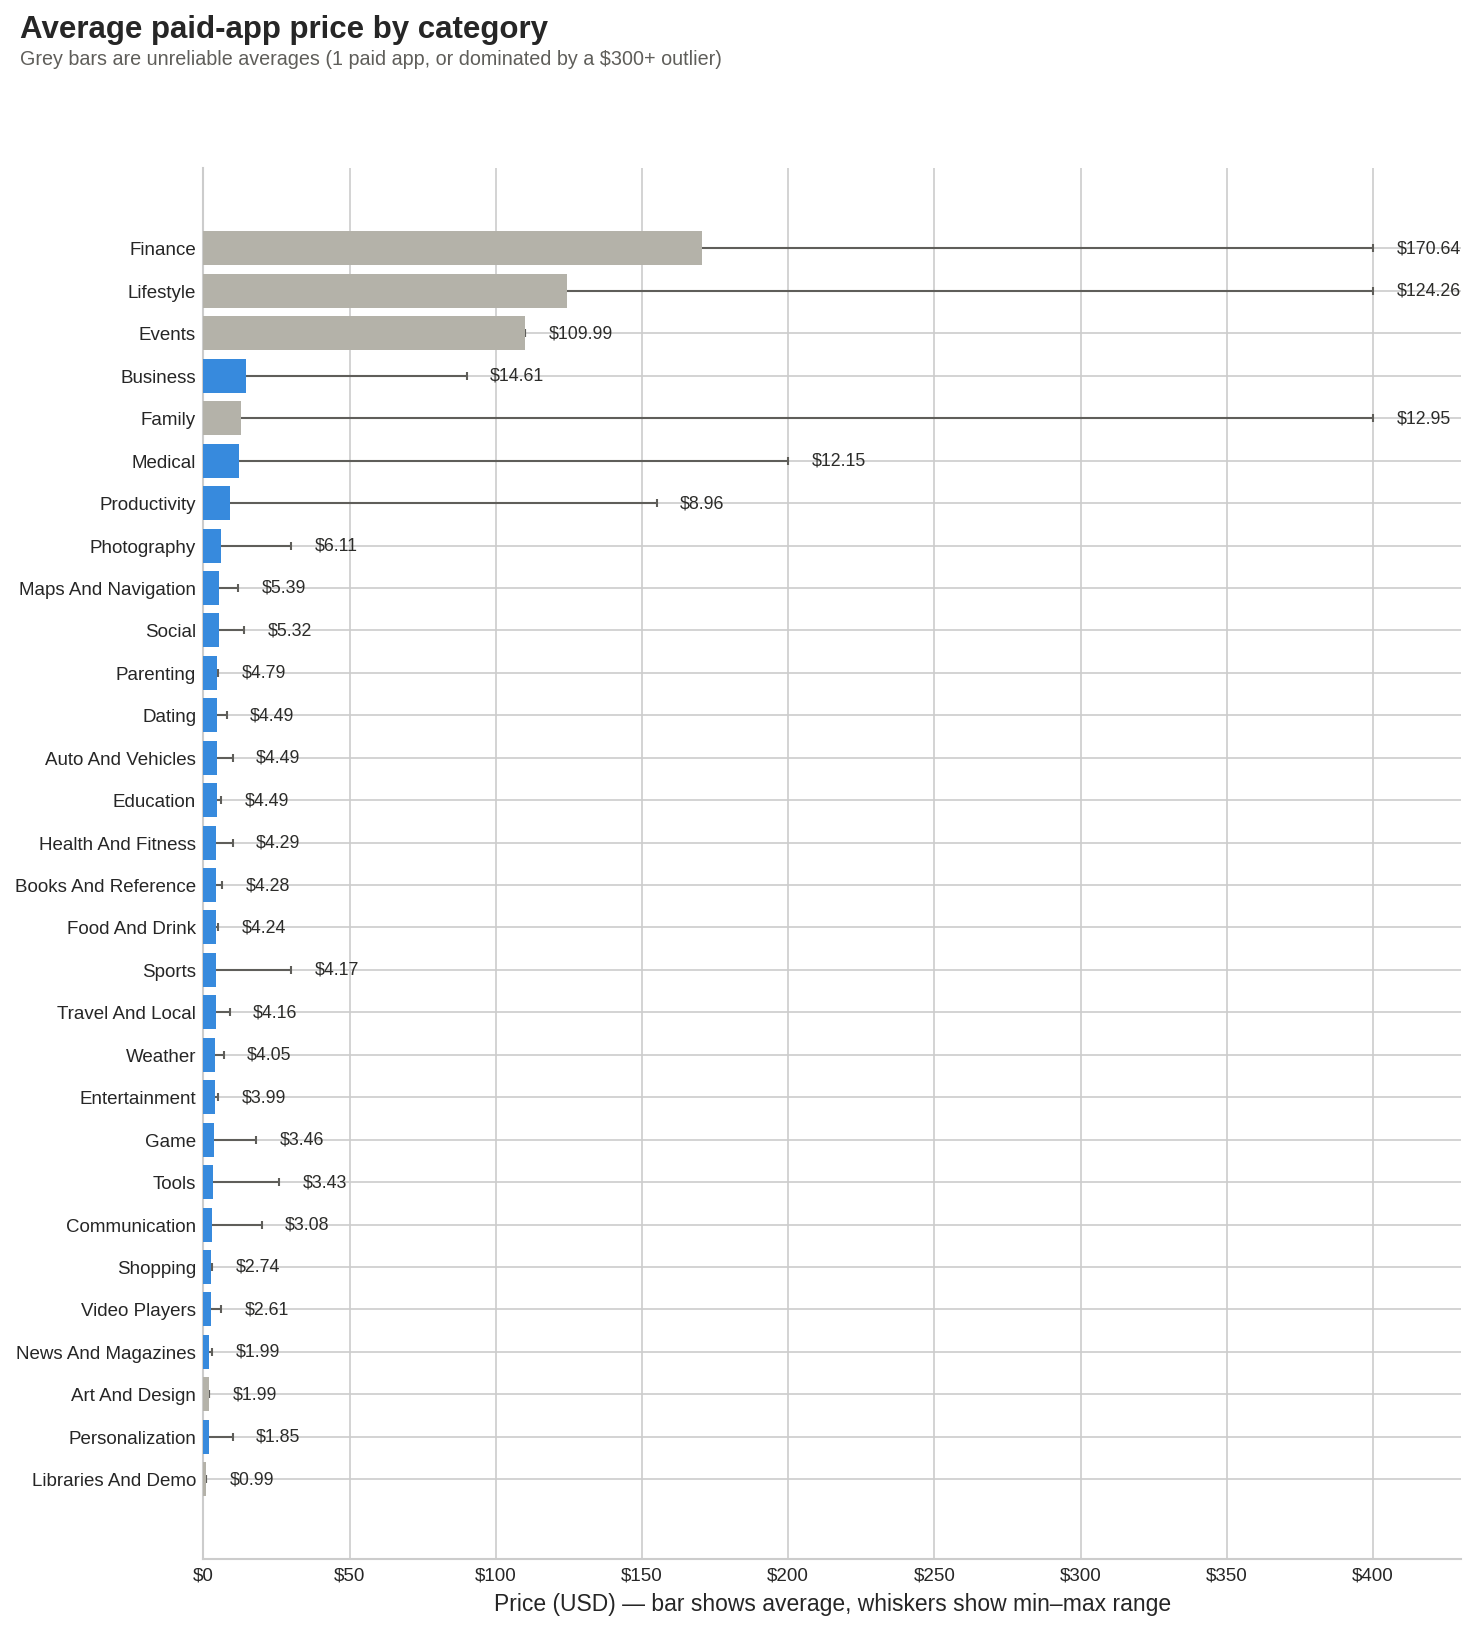 Average paid-app price by category
Grey bars are unreliable averages (1 paid app, or dominated by a $300+ outlier)
Finance $170.64
Lifestyle $124.26
Events $109.99
Business $14.61
Family $12.95
Medical $12.15
Productivity $8.96
Photography $6.11
Maps And Navigation $5.39
Social $5.32
Parenting $4.79
Dating $4.49
Auto And Vehicles $4.49
Education $4.49
Health And Fitness $4.29
Books And Reference $4.28
Food And Drink $4.24
Sports $4.17
Travel And Local $4.16
Weather $4.05
Entertainment $3.99
Game $3.46
Tools $3.43
Communication $3.08
Shopping $2.74
Video Players $2.61
News And Magazines $1.99
Art And Design $1.99
Personalization $1.85
Libraries And Demo $0.99
$0 $50 $100 $150 $200 $250 $300 $350 $400
Price (USD) — bar shows average, whiskers show min–max range